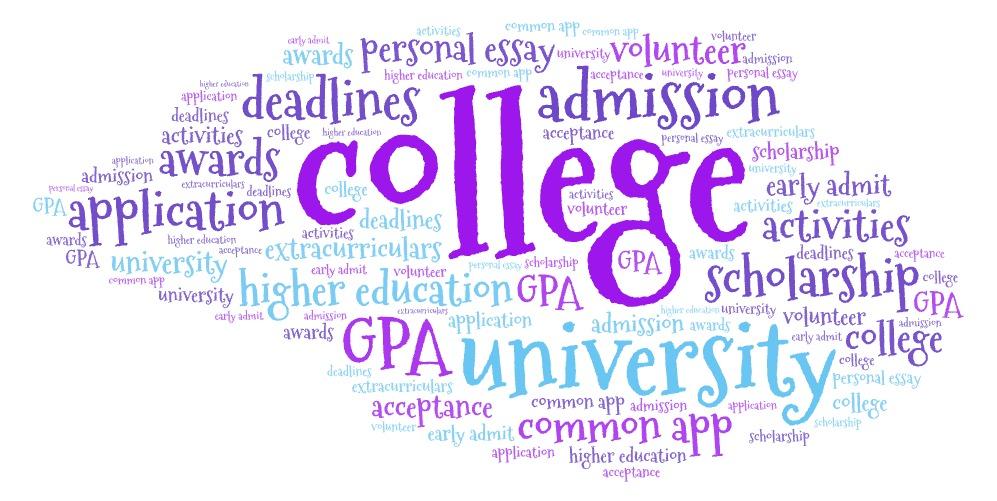 activities
common app
common app
early admit
awards
personal essay
university
volunteer
volunteer
admission
scholarship
higher education
common app
acceptance
university
personal essay
higher education
application
deadlines
admission
deadlines
activities
college
higher education
acceptance
personal essay
extracurriculars
scholarship
college
application
admission
awards
extracurriculars
deadlines
college
activities
volunteer
university
early admit
activities
extracurriculars
personal essay
GPA
application
deadlines
activities
activities
awards
GPA
higher education
acceptance
extracurriculars
university
common app
early admit
volunteer
personal essay
scholarship
GPA
awards
deadlines
acceptance
scholarship
college
university
higher education
GPA
GPA
early admit
admission
extracurriculars
application
higher education
university
volunteer
admission
awards
admission
awards
GPA
university
early admit
college
college
deadlines
extracurriculars
personal essay
acceptance
common app
admission
application
college
volunteer
early admit
common app
scholarship
scholarship
application
higher education
acceptance